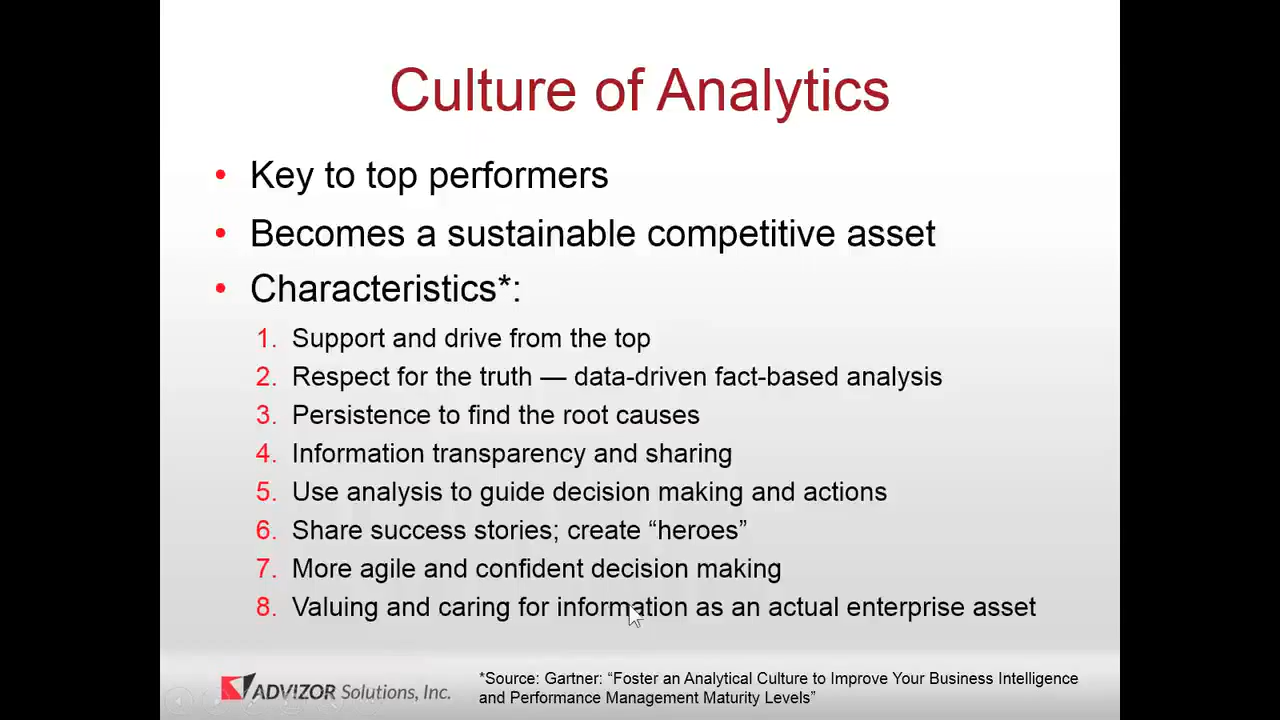 Culture of Analytics
• Key to top performers
• Becomes a sustainable competitive asset
• Characteristics*:
1. Support and drive from the top
2. Respect for the truth — data-driven fact-based analysis
3. Persistence to find the root causes
4. Information transparency and sharing
5. Use analysis to guide decision making and actions
6. Share success stories; create “heroes”
7. More agile and confident decision making
8. Valuing and caring for information as an actual enterprise asset
ADVIZOR Solutions, Inc.
*Source: Gartner: “Foster an Analytical Culture to Improve Your Business Intelligence
and Performance Management Maturity Levels”